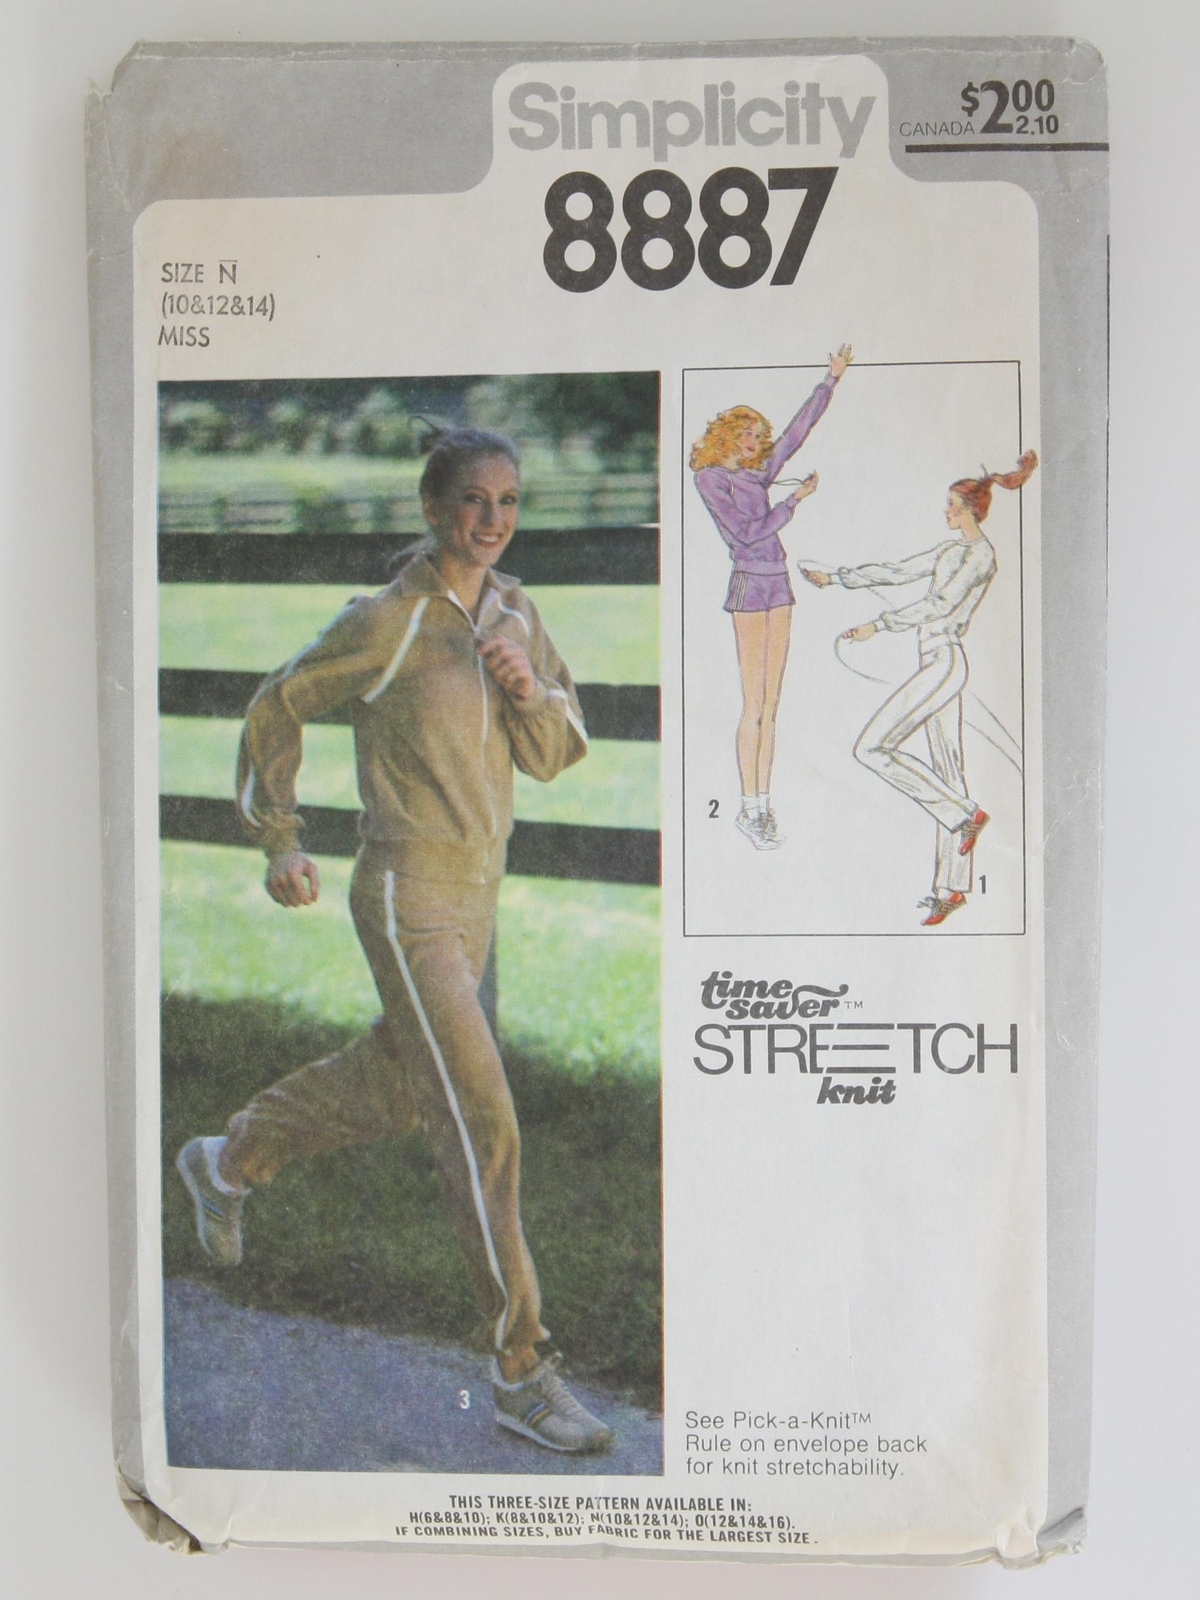 Simplicity
$2.00
CANADA 2.10
8887
SIZE N
(10&12&14)
MISS
2
1
time
saver™
STRETCH
knit
3
See Pick-a-Knit™
Rule on envelope back
for knit stretchability.
THIS THREE-SIZE PATTERN AVAILABLE IN:
H(6&8&10); K(8&10&12); N(10&12&14); O(12&14&16).
IF COMBINING SIZES, BUY FABRIC FOR THE LARGEST SIZE.